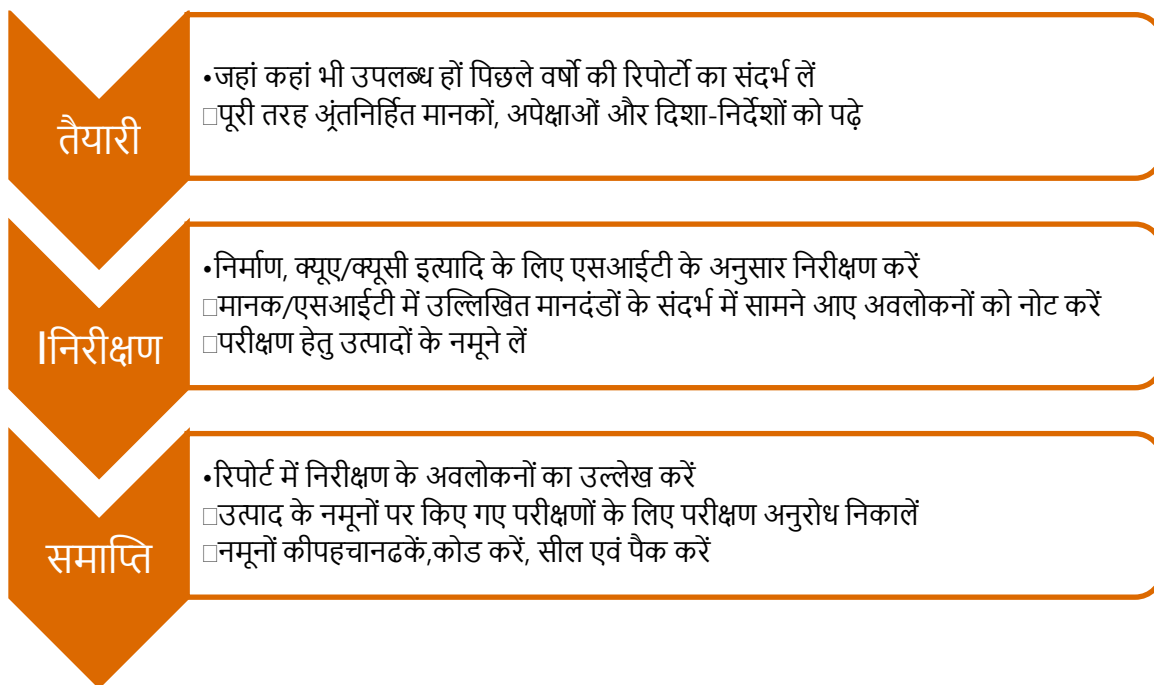 तैयारी
•जहां कहां भी उपलब्ध हों पिछले वर्षो की रिपोर्टो का संदर्भ लें
□पूरी तरह अ्ंतनिर्हित मानकों, अपेक्षाओं और दिशा-निर्देशों को पढ़े
Iनिरीक्षण
•निर्माण, क्यूए/क्यूसी इत्यादि के लिए एसआईटी के अनुसार निरीक्षण करें
□मानक/एसआईटी में उल्लिखित मानदंडों के संदर्भ में सामने आए अवलोकनों को नोट करें
□परीक्षण हेतु उत्पादों के नमूने लें
समाप्ति
•रिपोर्ट में निरीक्षण के अवलोकनों का उल्लेख करें
□उत्पाद के नमूनों पर किए गए परीक्षणों के लिए परीक्षण अनुरोध निकालें
□नमूनों कीपहचानढकें,कोड करें, सील एवं पैक करें